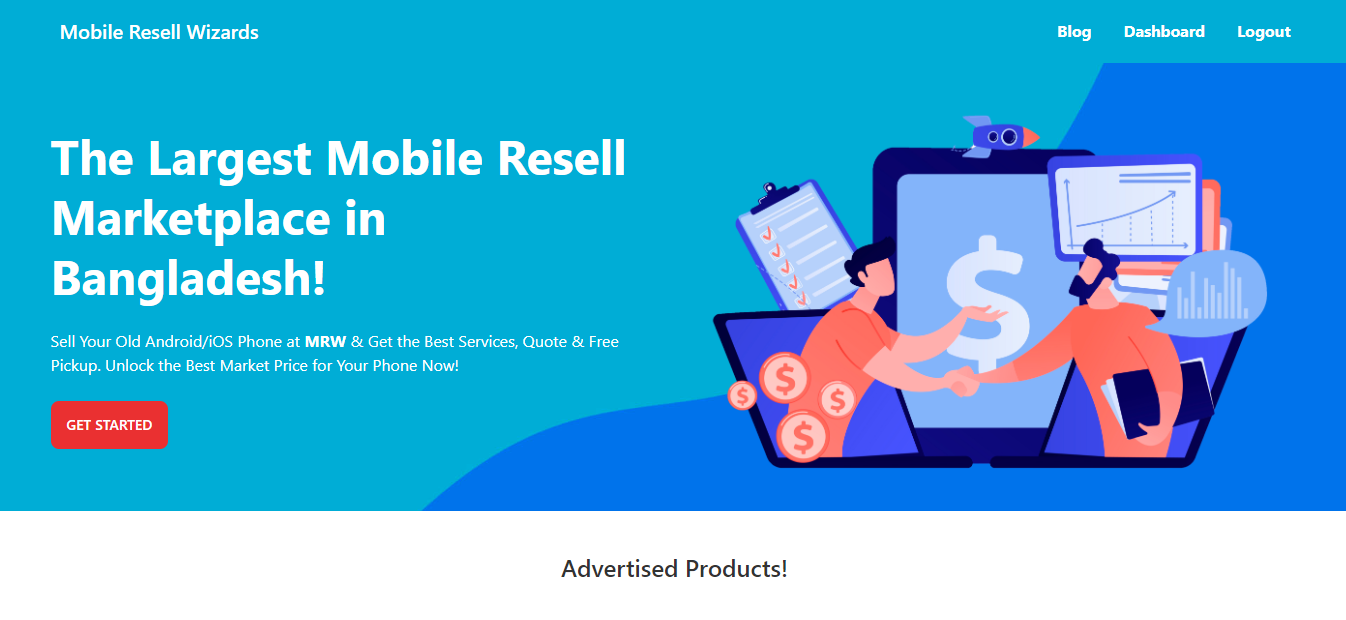 Mobile Resell Wizards
Blog
Dashboard
Logout
The Largest Mobile Resell
Marketplace in
Bangladesh!
Sell Your Old Android/iOS Phone at MRW & Get the Best Services, Quote & Free
Pickup. Unlock the Best Market Price for Your Phone Now!
GET STARTED
$
$
$
$
$
Advertised Products!